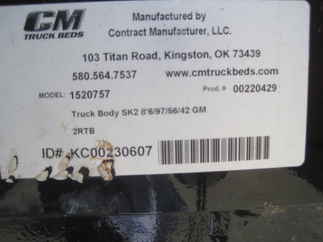 CM
TRUCK BEDS
Manufactured by
Contract Manufacturer, LLC.
103 Titan Road, Kingston, OK 73439
580.564.7537 www.cmtruckbeds.com
MODEL: 1520757 Prod. # 00220429
Truck Body SK2 8'6/97/56/42 GM
2RTB
ID#: KC00230607